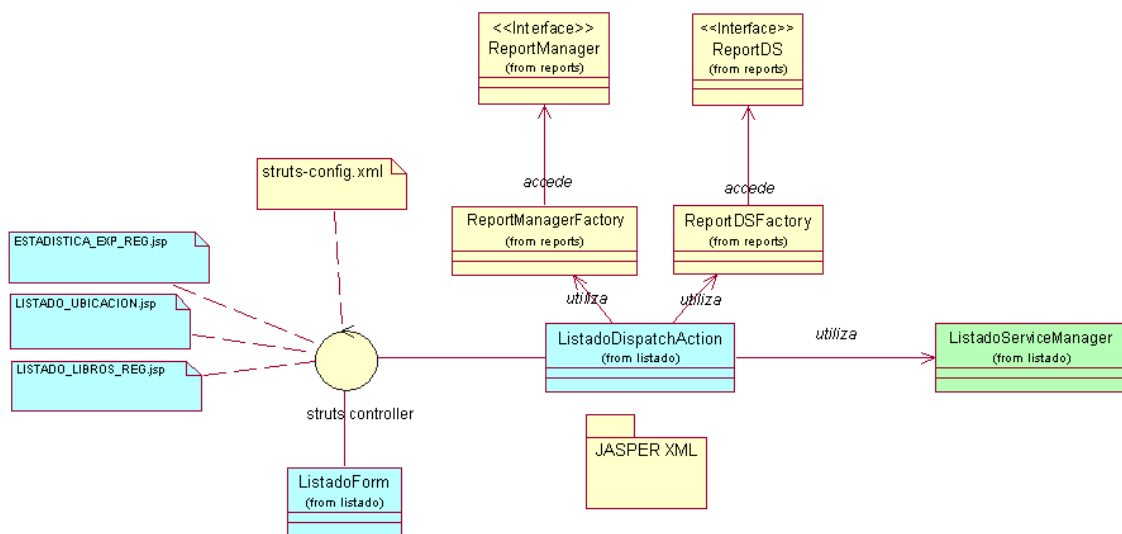 <<Interface>>
ReportManager
(from reports)
<<Interface>>
ReportDS
(from reports)
struts-config.xml
accede
accede
ReportManagerFactory
(from reports)
ReportDSFactory
(from reports)
ESTADISTICA_EXP_REG.jsp
LISTADO_UBICACION.jsp
LISTADO_LIBROS_REG.jsp
utiliza
utiliza
ListadoDispatchAction
(from listado)
utiliza
ListadoServiceManager
(from listado)
struts controller
JASPER XML
ListadoForm
(from listado)